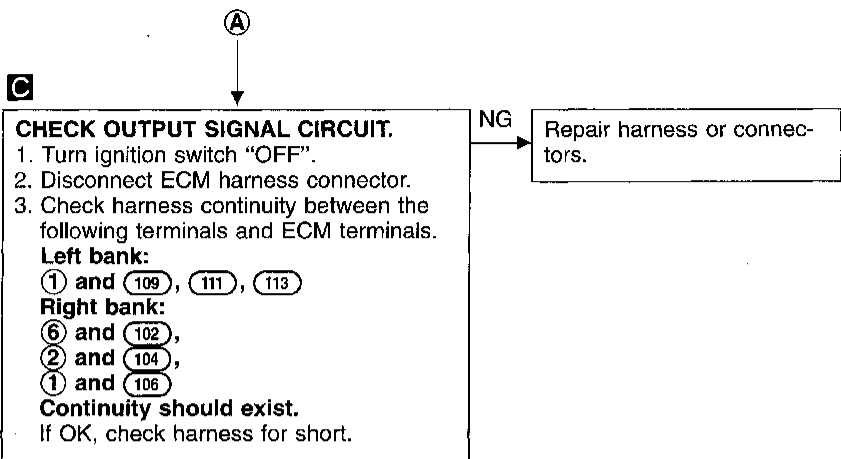 Ⓐ
C
CHECK OUTPUT SIGNAL CIRCUIT.
NG
Repair harness or connec-
tors.
1. Turn ignition switch “OFF”.
2. Disconnect ECM harness connector.
3. Check harness continuity between the
following terminals and ECM terminals.
Left bank:
① and (109), (111), (113)
Right bank:
⑥ and (102),
② and (104),
① and (106)
Continuity should exist.
If OK, check harness for short.